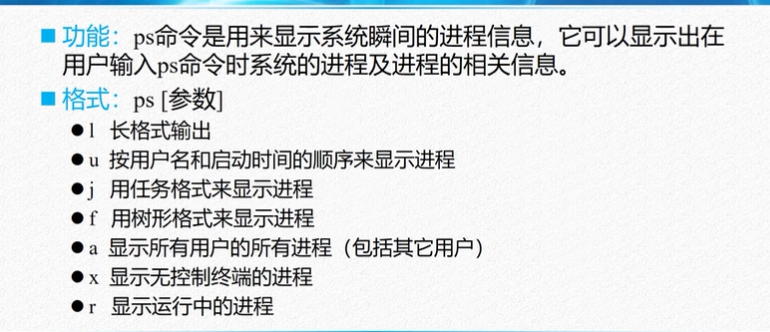 功能：ps命令是用来显示系统瞬间的进程信息，它可以显示出在
用户输入ps命令时系统的进程及进程的相关信息。
格式：ps [参数]
l 长格式输出
u 按用户名和启动时间的顺序来显示进程
j 用任务格式来显示进程
f 用树形格式来显示进程
a 显示所有用户的所有进程（包括其它用户）
x 显示无控制终端的进程
r 显示运行中的进程